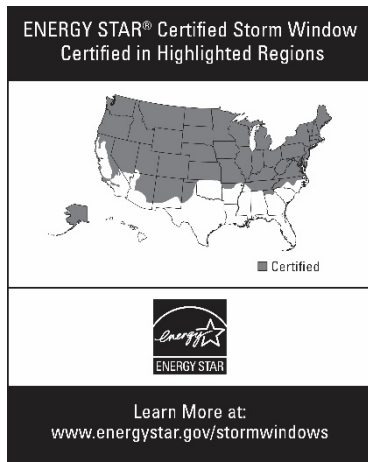 ENERGY STAR® Certified Storm Window
Certified in Highlighted Regions
Certified
energy
ENERGY STAR
Learn More at:
www.energystar.gov/stormwindows